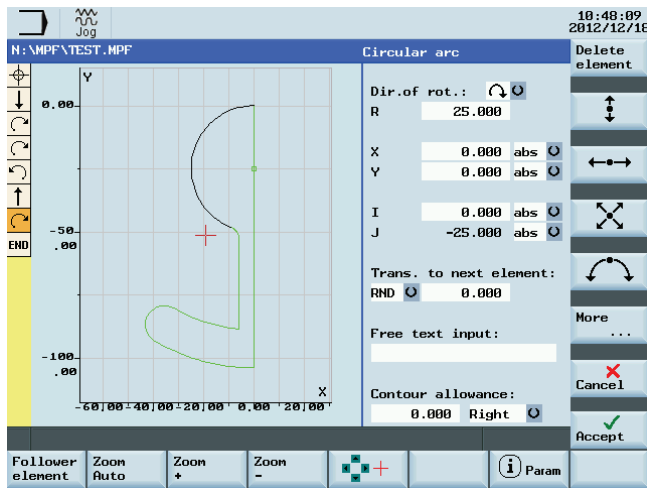 Jog
10:48:09
2012/12/18
N:\MPF\TEST.MPF
Circular arc
Delete element
Y
0.00
-50
.00
-100
.00
-60,00
-40,00
-20,00
0,00
20,00
X
END
Dir.of rot.:
R 25.000
X 0.000 abs
Y 0.000 abs
I 0.000 abs
J -25.000 abs
Trans. to next element:
RND 0.000
Free text input:
Contour allowance:
0.000 Right
More
...
Cancel
Accept
Follower element
Zoom Auto
Zoom +
Zoom -
i Param